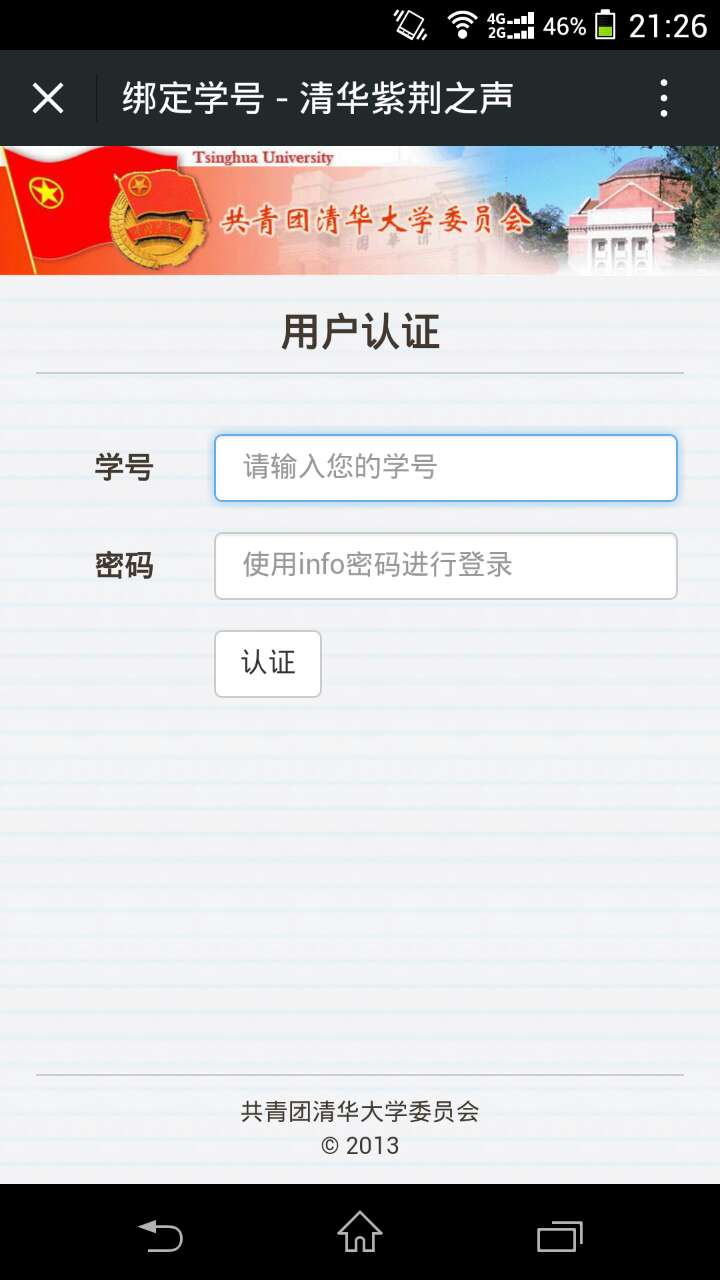 4G
2G
46%
21:26
绑定学号 - 清华紫荆之声
Tsinghua University
共青团清华大学委员会
用户认证
学号
请输入您的学号
密码
使用info密码进行登录
认证
共青团清华大学委员会
© 2013